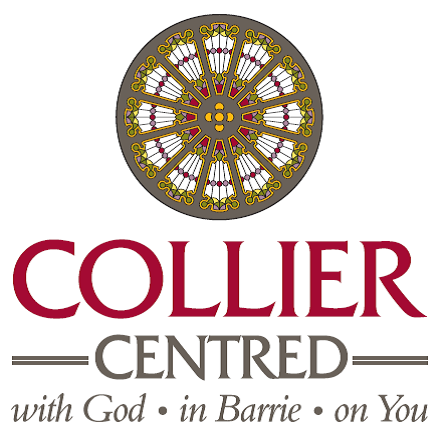 COLLIER
CENTRED
with God • in Barrie • on You